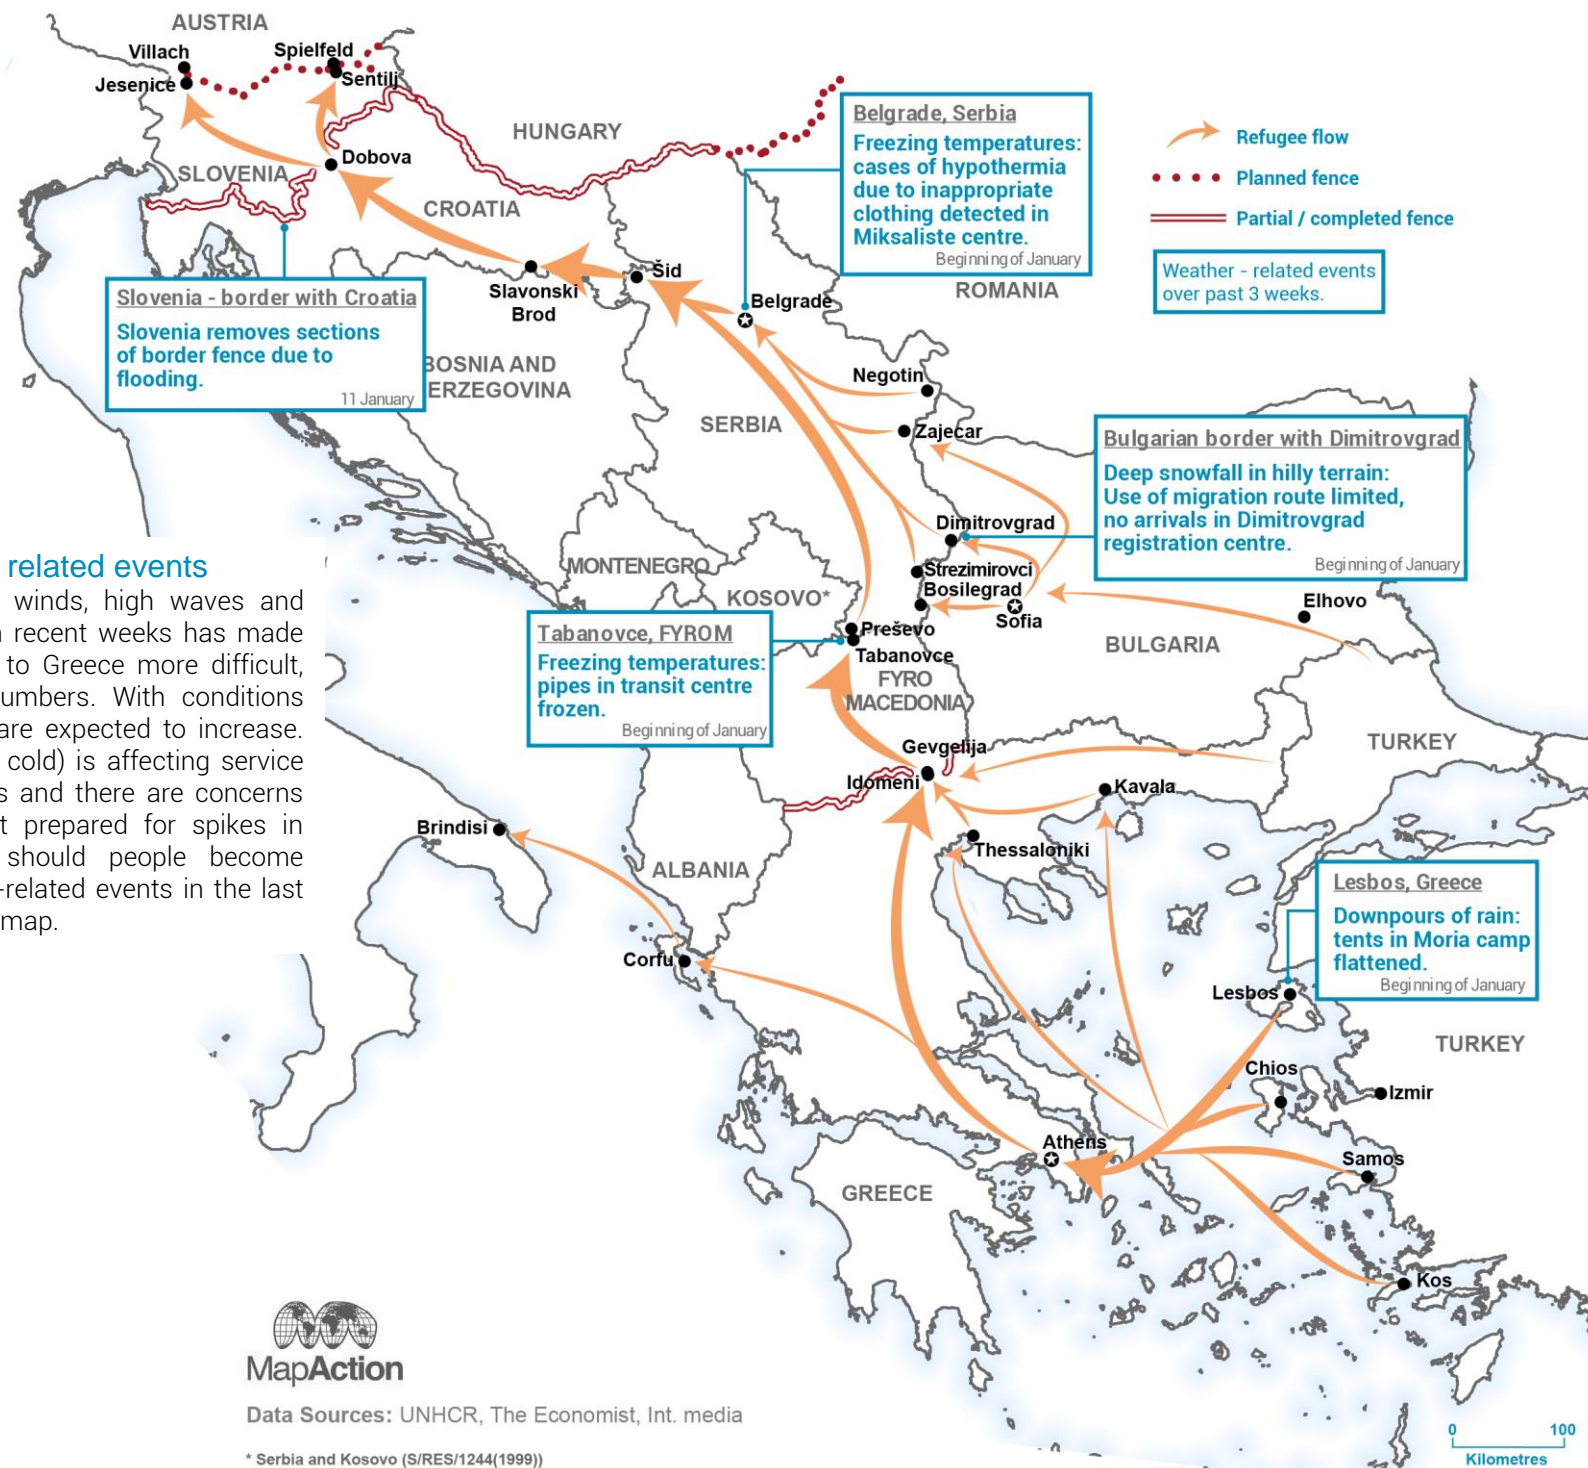 AUSTRIA
Villach
Spielfeld
Jesenice
Sentilj
HUNGARY
Dobova
SLOVENIA
CROATIA
Slavonski
Brod
Šid
Belgrade
ROMANIA
BOSNIA AND
ERZEGOVINA
Negotin
SERBIA
Zajecar
Dimitrovgrad
MONTENEGRO
Strezimirovci
Bosilegrad
KOSOVO*
Sofia
Elhovo
Preševo
Tabanovce
BULGARIA
FYRO
MACEDONIA
Gevgelija
TURKEY
Idomeni
Kavala
Brindisi
Thessaloniki
ALBANIA
Corfu
Lesbos
TURKEY
Chios
Izmir
Athens
Samos
GREECE
Kos
Belgrade, Serbia
Freezing temperatures:
cases of hypothermia
due to inappropriate
clothing detected in
Miksaliste centre.
Beginning of January
Refugee flow
Planned fence
Partial / completed fence
Weather - related events
over past 3 weeks.
Slovenia - border with Croatia
Slovenia removes sections
of border fence due to
flooding.
11 January
Bulgarian border with Dimitrovgrad
Deep snowfall in hilly terrain:
Use of migration route limited,
no arrivals in Dimitrovgrad
registration centre.
Beginning of January
Tabanovce, FYROM
Freezing temperatures:
pipes in transit centre
frozen.
Beginning of January
Lesbos, Greece
Downpours of rain:
tents in Moria camp
flattened.
Beginning of January
related events
winds, high waves and
recent weeks has made
to Greece more difficult,
umbers. With conditions
are expected to increase.
cold) is affecting service
s and there are concerns
t prepared for spikes in
should people become
-related events in the last
map.
MapAction
Data Sources: UNHCR, The Economist, Int. media
* Serbia and Kosovo (S/RES/1244(1999))
0 100
Kilometres